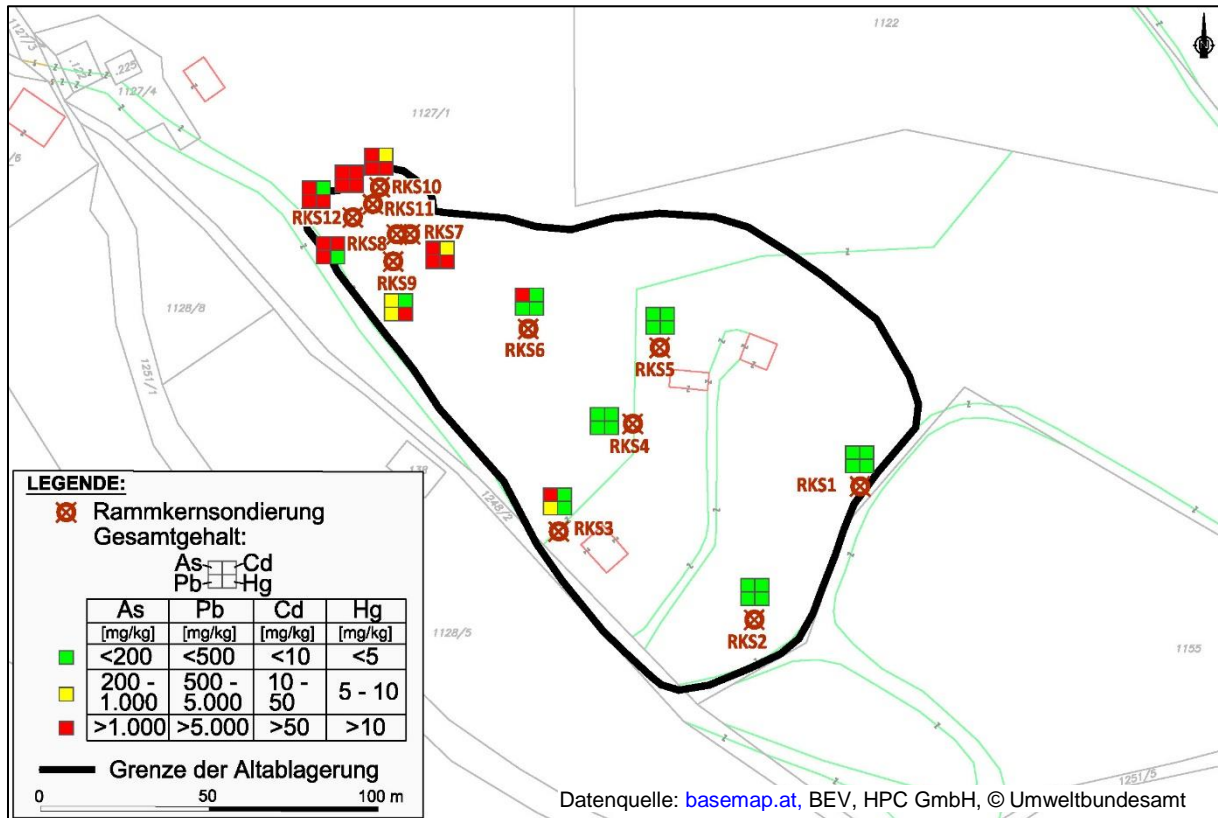 1122
N
1127/3
.225
1127/4
1127/1
RKS10
RKS11
RKS12
RKS8
RKS7
RKS9
1128/8
RKS6
RKS5
1251/1
RKS4
RKS1
1248/2
RKS3
RKS2
1128/5
1155
1251/5
LEGENDE:
Rammkernsondierung
Gesamtgehalt:
As Cd
Pb Hg
As Pb Cd Hg
[mg/kg] [mg/kg] [mg/kg] [mg/kg]
<200 <500 <10 <5
200 - 1.000 500 - 5.000 10 - 50 5 - 10
>1.000 >5.000 >50 >10
Grenze der Altablagerung
0 50 100 m
Datenquelle: basemap.at, BEV, HPC GmbH, © Umweltbundesamt